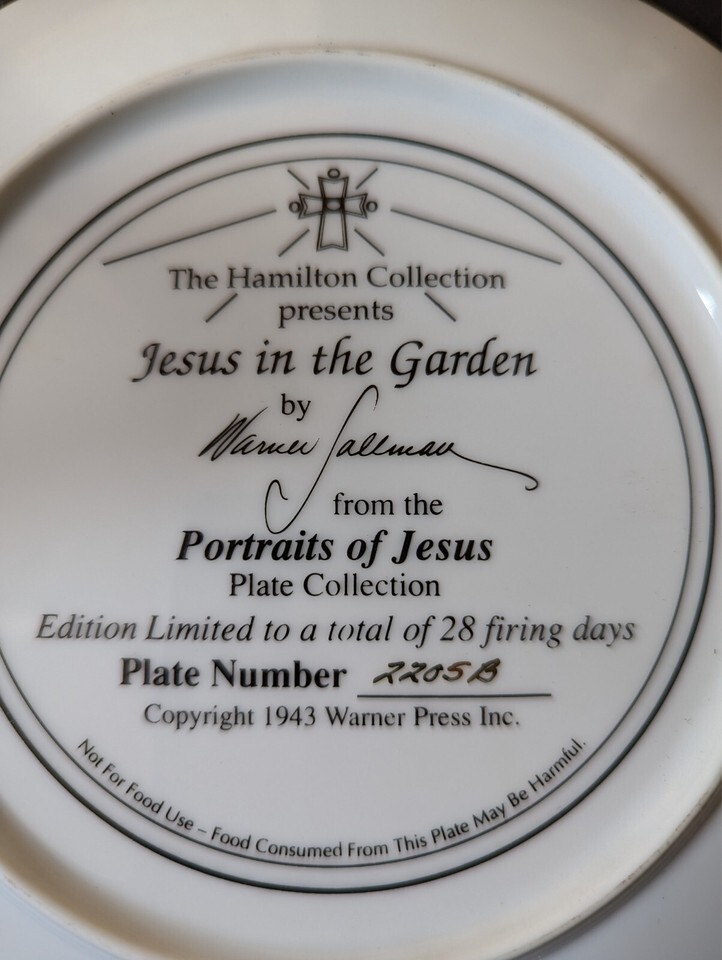 The Hamilton Collection
presents
Jesus in the Garden
by
Warner Sallman
from the
Portraits of Jesus
Plate Collection
Edition Limited to a total of 28 firing days
Plate Number 2205B
Copyright 1943 Warner Press Inc.
Not For Food Use – Food Consumed From This Plate May Be Harmful.